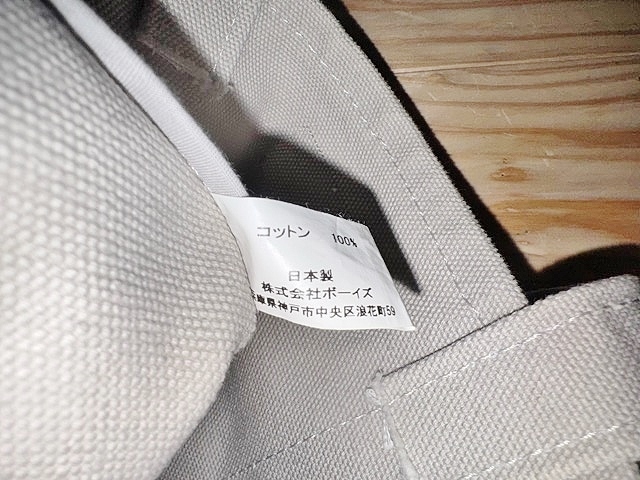 コットン 100%
日本製
株式会社ボーイズ
庫県神戸市中央区浪花町59